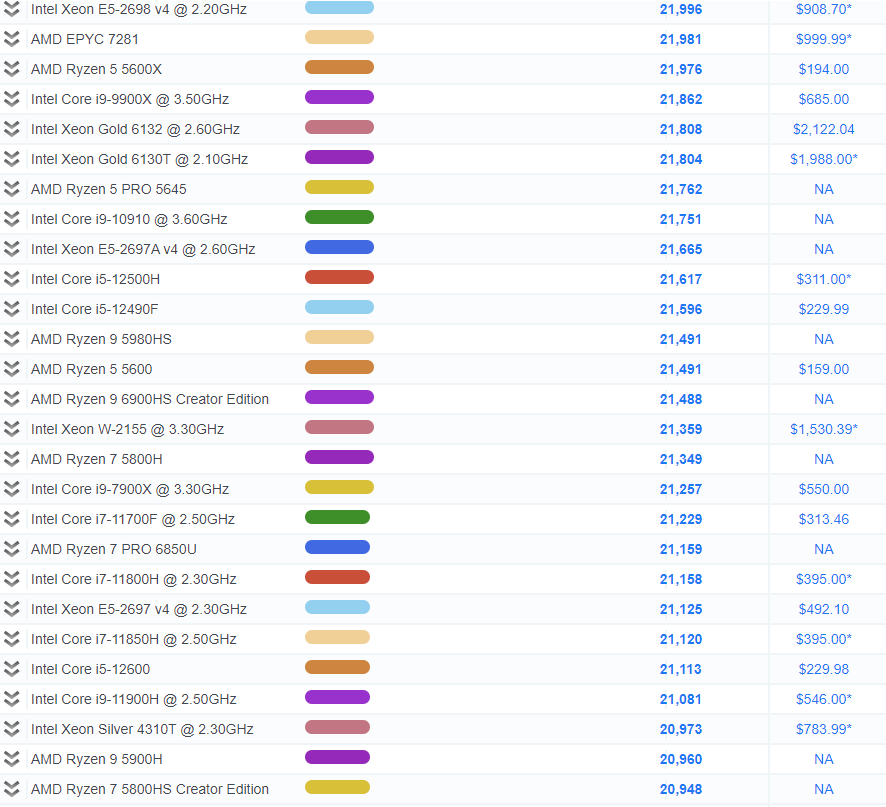 Intel Xeon E5-2698 v4 @ 2.20GHz 21,996 $908.70*
AMD EPYC 7281 21,981 $999.99*
AMD Ryzen 5 5600X 21,976 $194.00
Intel Core i9-9900X @ 3.50GHz 21,862 $685.00
Intel Xeon Gold 6132 @ 2.60GHz 21,808 $2,122.04
Intel Xeon Gold 6130T @ 2.10GHz 21,804 $1,988.00*
AMD Ryzen 5 PRO 5645 21,762 NA
Intel Core i9-10910 @ 3.60GHz 21,751 NA
Intel Xeon E5-2697A v4 @ 2.60GHz 21,665 NA
Intel Core i5-12500H 21,617 $311.00*
Intel Core i5-12490F 21,596 $229.99
AMD Ryzen 9 5980HS 21,491 NA
AMD Ryzen 5 5600 21,491 $159.00
AMD Ryzen 9 6900HS Creator Edition 21,488 NA
Intel Xeon W-2155 @ 3.30GHz 21,359 $1,530.39*
AMD Ryzen 7 5800H 21,349 NA
Intel Core i9-7900X @ 3.30GHz 21,257 $550.00
Intel Core i7-11700F @ 2.50GHz 21,229 $313.46
AMD Ryzen 7 PRO 6850U 21,159 NA
Intel Core i7-11800H @ 2.30GHz 21,158 $395.00*
Intel Xeon E5-2697 v4 @ 2.30GHz 21,125 $492.10
Intel Core i7-11850H @ 2.50GHz 21,120 $395.00*
Intel Core i5-12600 21,113 $229.98
Intel Core i9-11900H @ 2.50GHz 21,081 $546.00*
Intel Xeon Silver 4310T @ 2.30GHz 20,973 $783.99*
AMD Ryzen 9 5900H 20,960 NA
AMD Ryzen 7 5800HS Creator Edition 20,948 NA